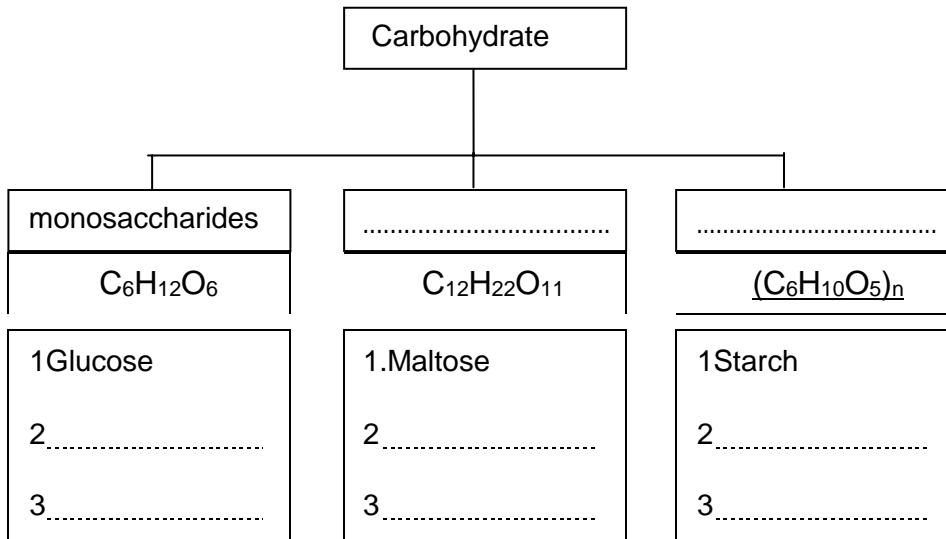 Carbohydrate
monosaccharides
....................................
...................................
C₆H₁₂O₆
C₁₂H₂₂O₁₁
(C₆H₁₀O₅)n
1Glucose
2
3
1.Maltose
2
3
1Starch
2
3